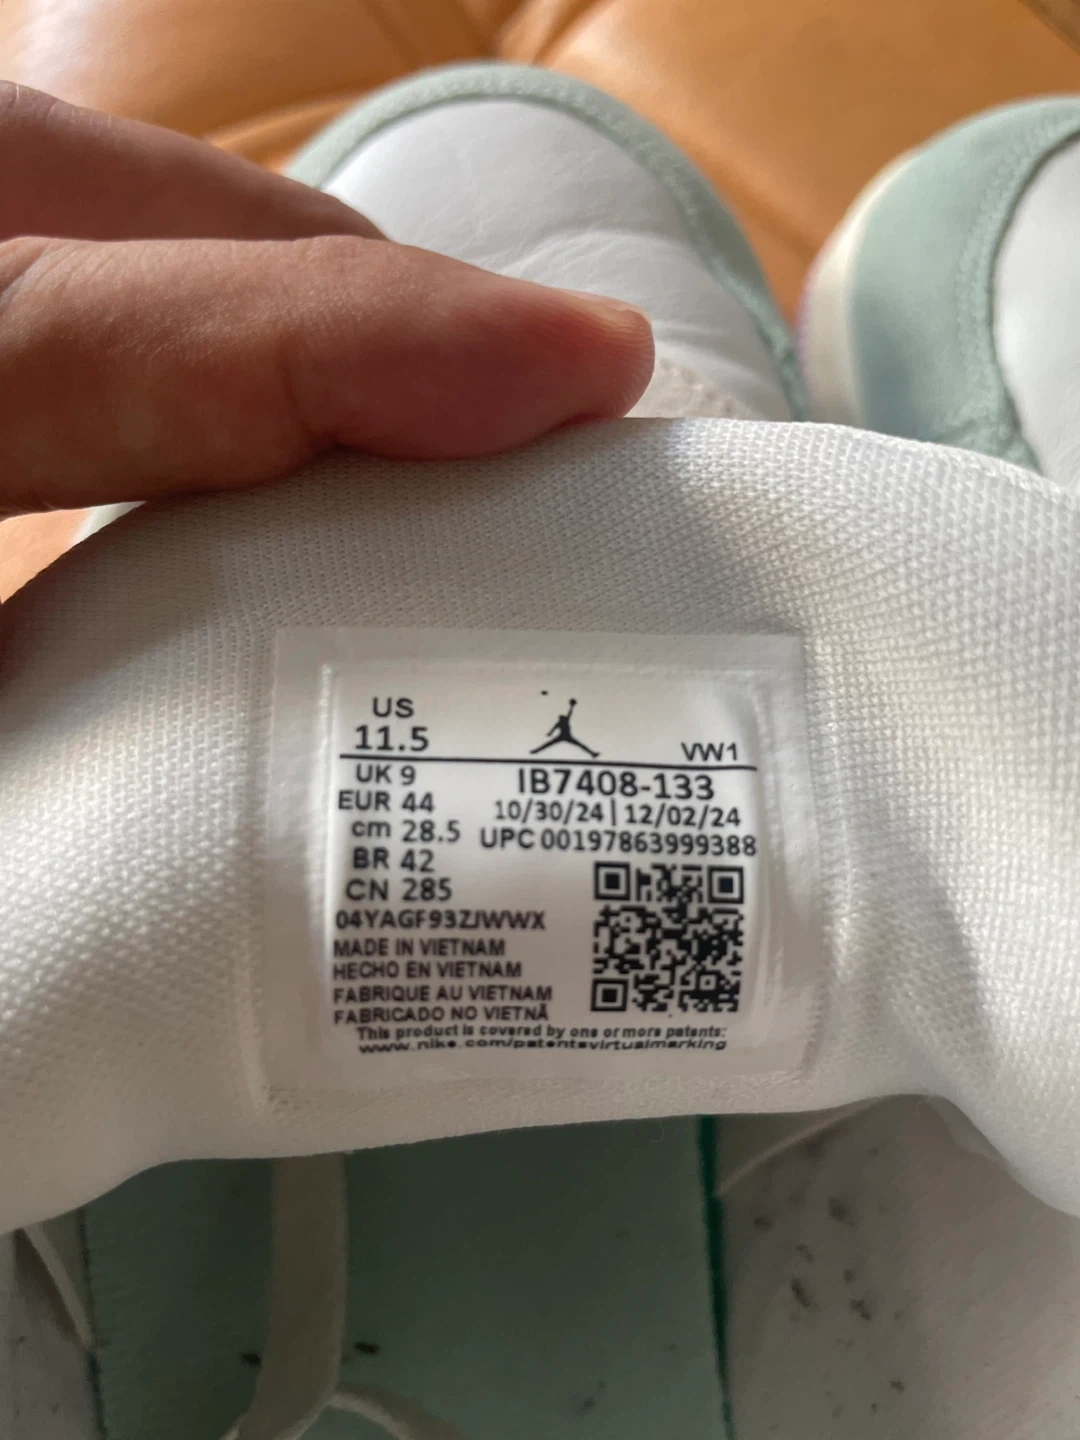 US
11.5
VW1
UK 9
IB7408-133
EUR 44
10/30/24 | 12/02/24
cm 28.5
UPC 00197863999388
BR 42
CN 285
04YAGF93ZJWWX
MADE IN VIETNAM
HECHO EN VIETNAM
FABRIQUE AU VIETNAM
FABRICADO NO VIETNÃ
This product is covered by one or more patents:
www.nike.com/patentsvirtualmarking